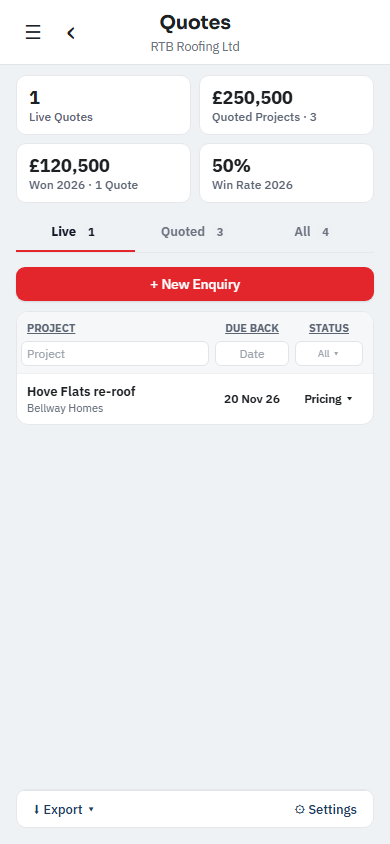 Quotes
RTB Roofing Ltd
1
Live Quotes
£250,500
Quoted Projects · 3
£120,500
Won 2026 · 1 Quote
50%
Win Rate 2026
Live 1
Quoted 3
All 4
+ New Enquiry
PROJECT DUE BACK STATUS
Project Date All
Hove Flats re-roof
Bellway Homes
20 Nov 26 Pricing
Export
Settings